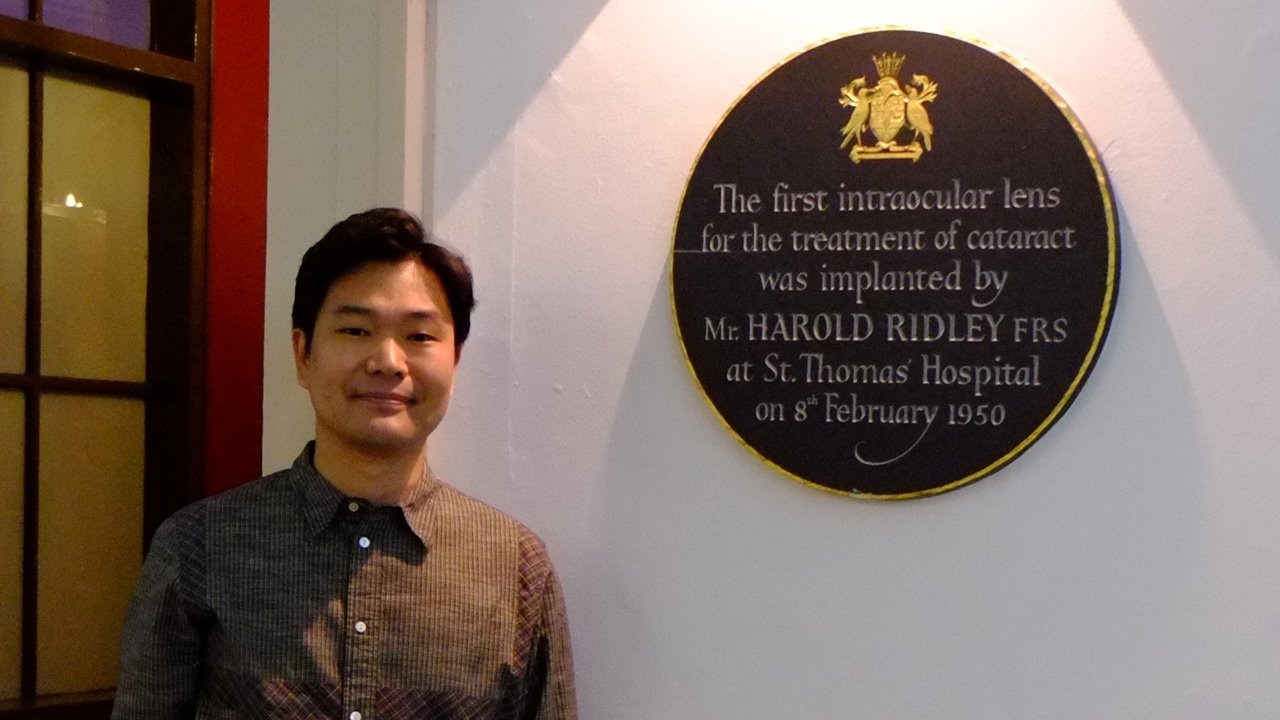 The first intraocular lens
for the treatment of cataract
was implanted by
Mr. HAROLD RIDLEY FRS
at St. Thomas' Hospital
on 8th February 1950